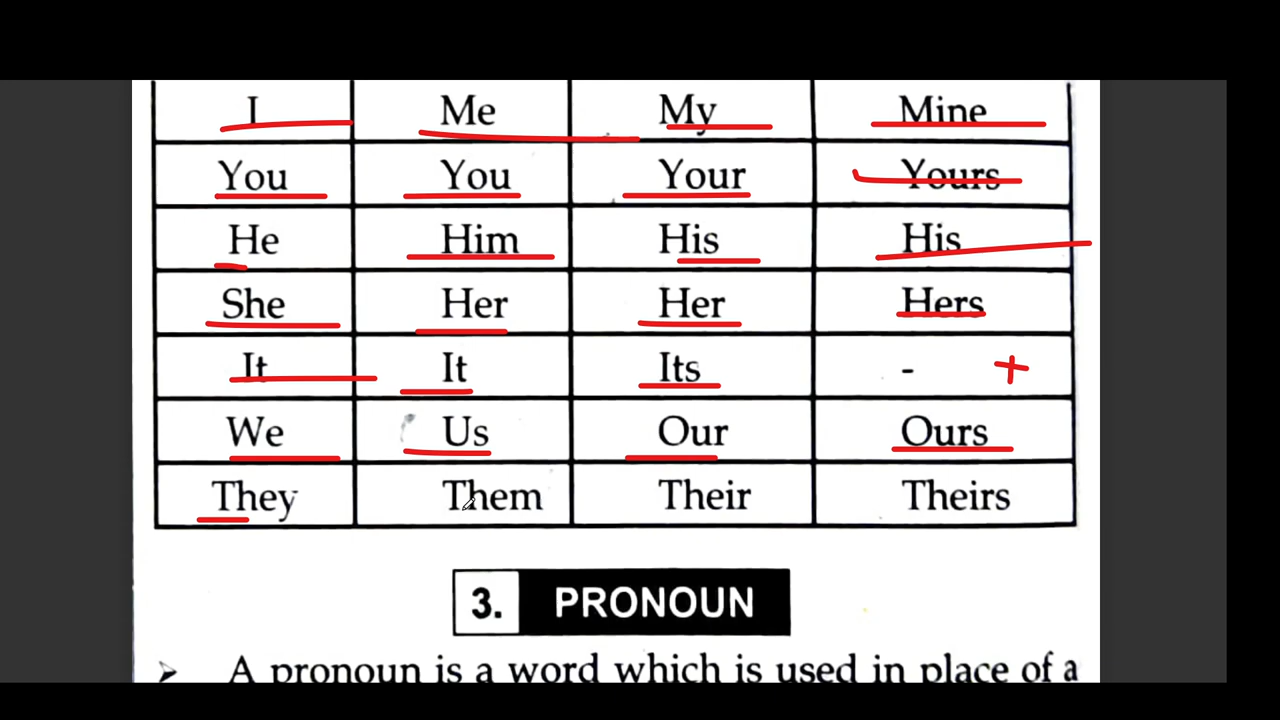 I Me My Mine
You You Your Yours
He Him His His
She Her Her Hers
It It Its - +
We Us Our Ours
They Them Their Theirs
3. PRONOUN
➢ A pronoun is a word which is used in place of a